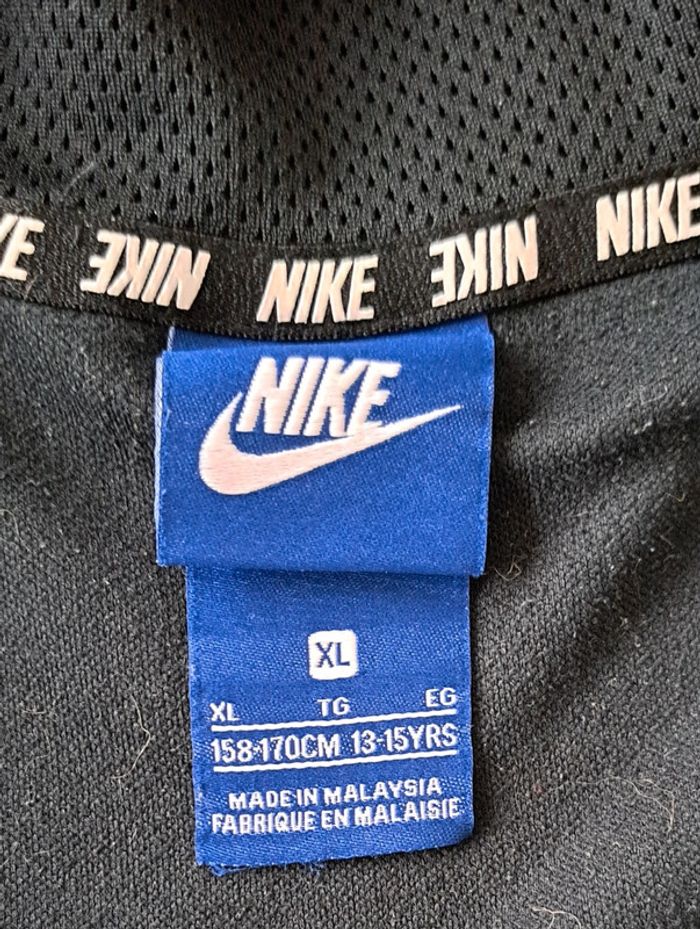 NIKE NIKE NIKE NIKE
NIKE
XL
XL TG EG
158-170CM 13-15YRS
MADE IN MALAYSIA
FABRIQUE EN MALAISIE